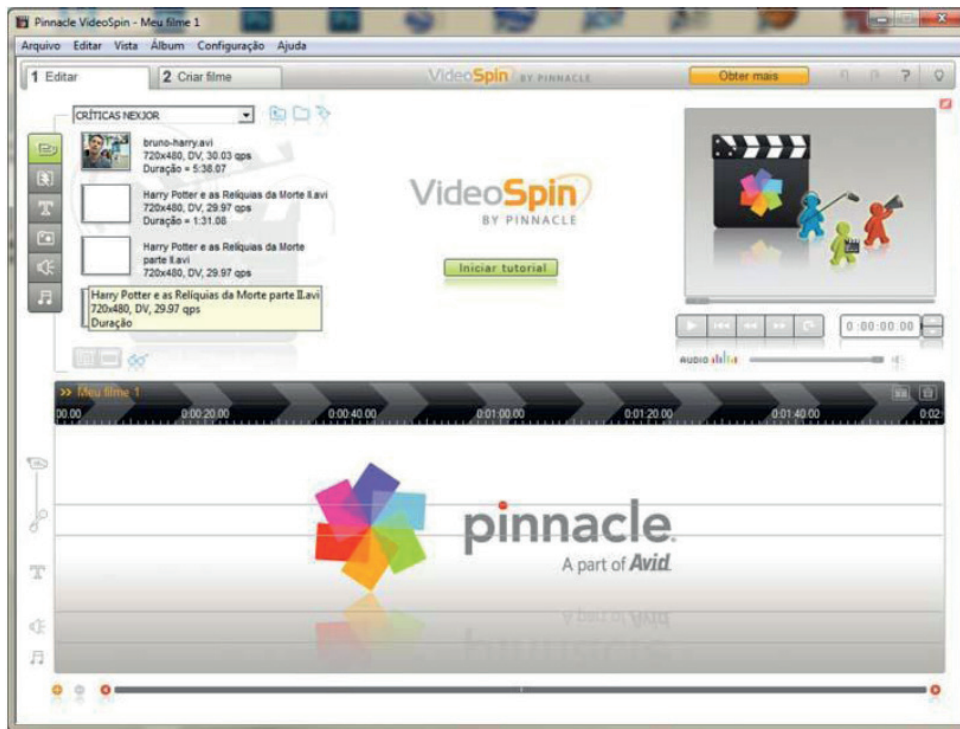 Pinnacle VideoSpin - Meu filme 1
Arquivo Editar Vista Álbum Configuração Ajuda
1 Editar
2 Criar filme
VideoSpin BY PINNACLE
Obter mais
?
CRÍTICAS NEXJOR
bruno-harry.avi
720x480, DV, 30.03 qps
Duração = 5:38.07
Harry Potter e as Relíquias da Morte II.avi
720x480, DV, 29.97 qps
Duração = 1:31.08
Harry Potter e as Relíquias da Morte
parte II.avi
720x480, DV, 29.97 qps
Harry Potter e as Relíquias da Morte parte II.avi
720x480, DV, 29.97 qps
Duração
VideoSpin
BY PINNACLE
Iniciar tutorial
0:00:00.00
AUDIO
>> Meu filme 1
00.00 0:00:20.00 0:00:40.00 0:01:00.00 0:01:20.00 0:01:40.00 0:02:
pinnacle
A part of Avid